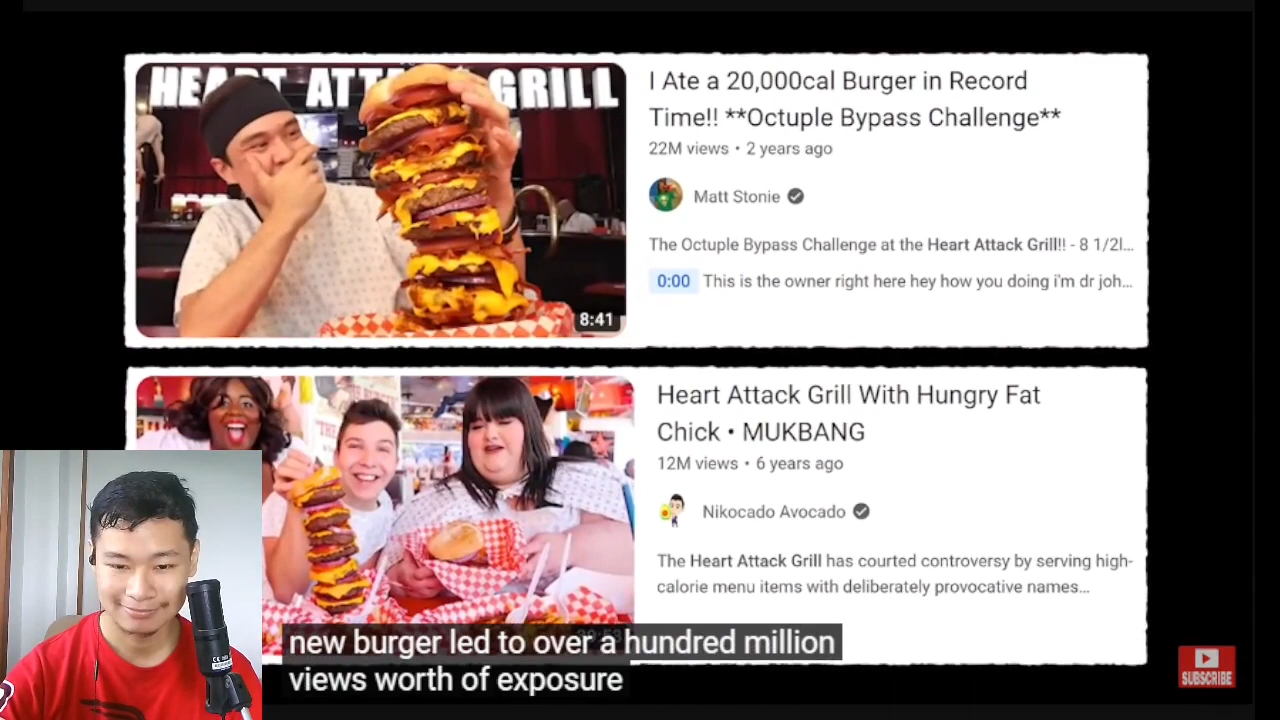 HEART ATTACK GRILL
8:41
I Ate a 20,000cal Burger in Record
Time!! **Octuple Bypass Challenge**
22M views • 2 years ago
Matt Stonie
The Octuple Bypass Challenge at the Heart Attack Grill!! - 8 1/2l...
0:00 This is the owner right here hey how you doing i'm dr joh...
Heart Attack Grill With Hungry Fat
Chick • MUKBANG
12M views • 6 years ago
Nikocado Avocado
The Heart Attack Grill has courted controversy by serving high-
calorie menu items with deliberately provocative names...
new burger led to over a hundred million
views worth of exposure
SUBSCRIBE